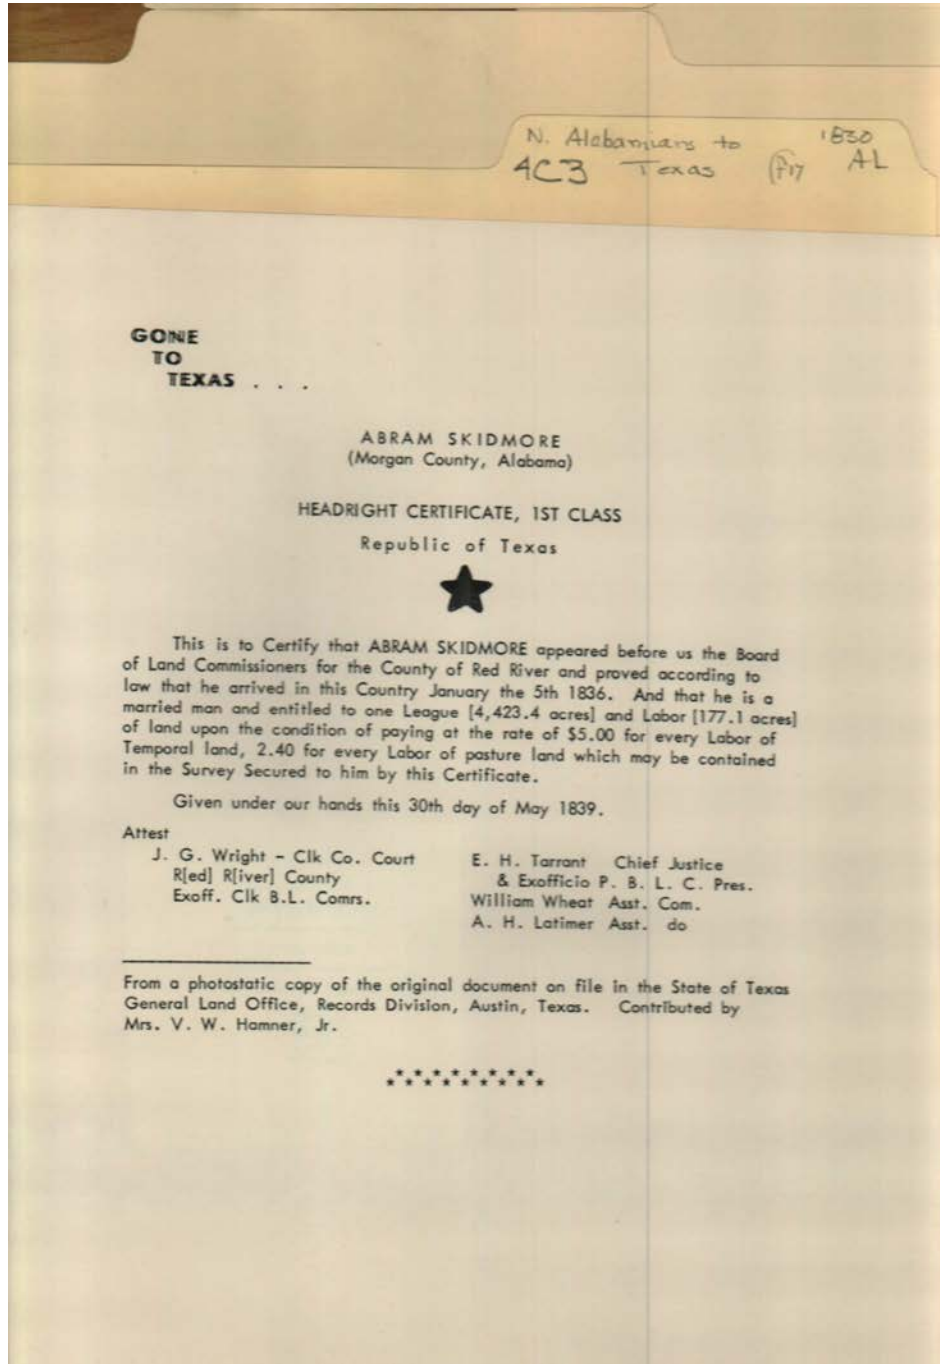 N. Alabamians to 1830
4C3 Texas AL
GONE
TO
TEXAS . . .
ABRAM SKIDMORE
(Morgan County, Alabama)
HEADRIGHT CERTIFICATE, 1ST CLASS
Republic of Texas
This is to Certify that ABRAM SKIDMORE appeared before us the Board
of Land Commissioners for the County of Red River and proved according to
law that he arrived in this Country January the 5th 1836. And that he is a
married man and entitled to one League [4,423.4 acres] and Labor [177.1 acres]
of land upon the condition of paying at the rate of $5.00 for every Labor of
Temporal land, 2.40 for every Labor of pasture land which may be contained
in the Survey Secured to him by this Certificate.
Given under our hands this 30th day of May 1839.
Attest
J. G. Wright - Clk Co. Court
R[ed] R[iver] County
Exoff. Clk B.L. Comrs.
E. H. Tarrant Chief Justice
& Exofficio P. B. L. C. Pres.
William Wheat Asst. Com.
A. H. Latimer Asst. do
From a photostatic copy of the original document on file in the State of Texas
General Land Office, Records Division, Austin, Texas. Contributed by
Mrs. V. W. Hamner, Jr.